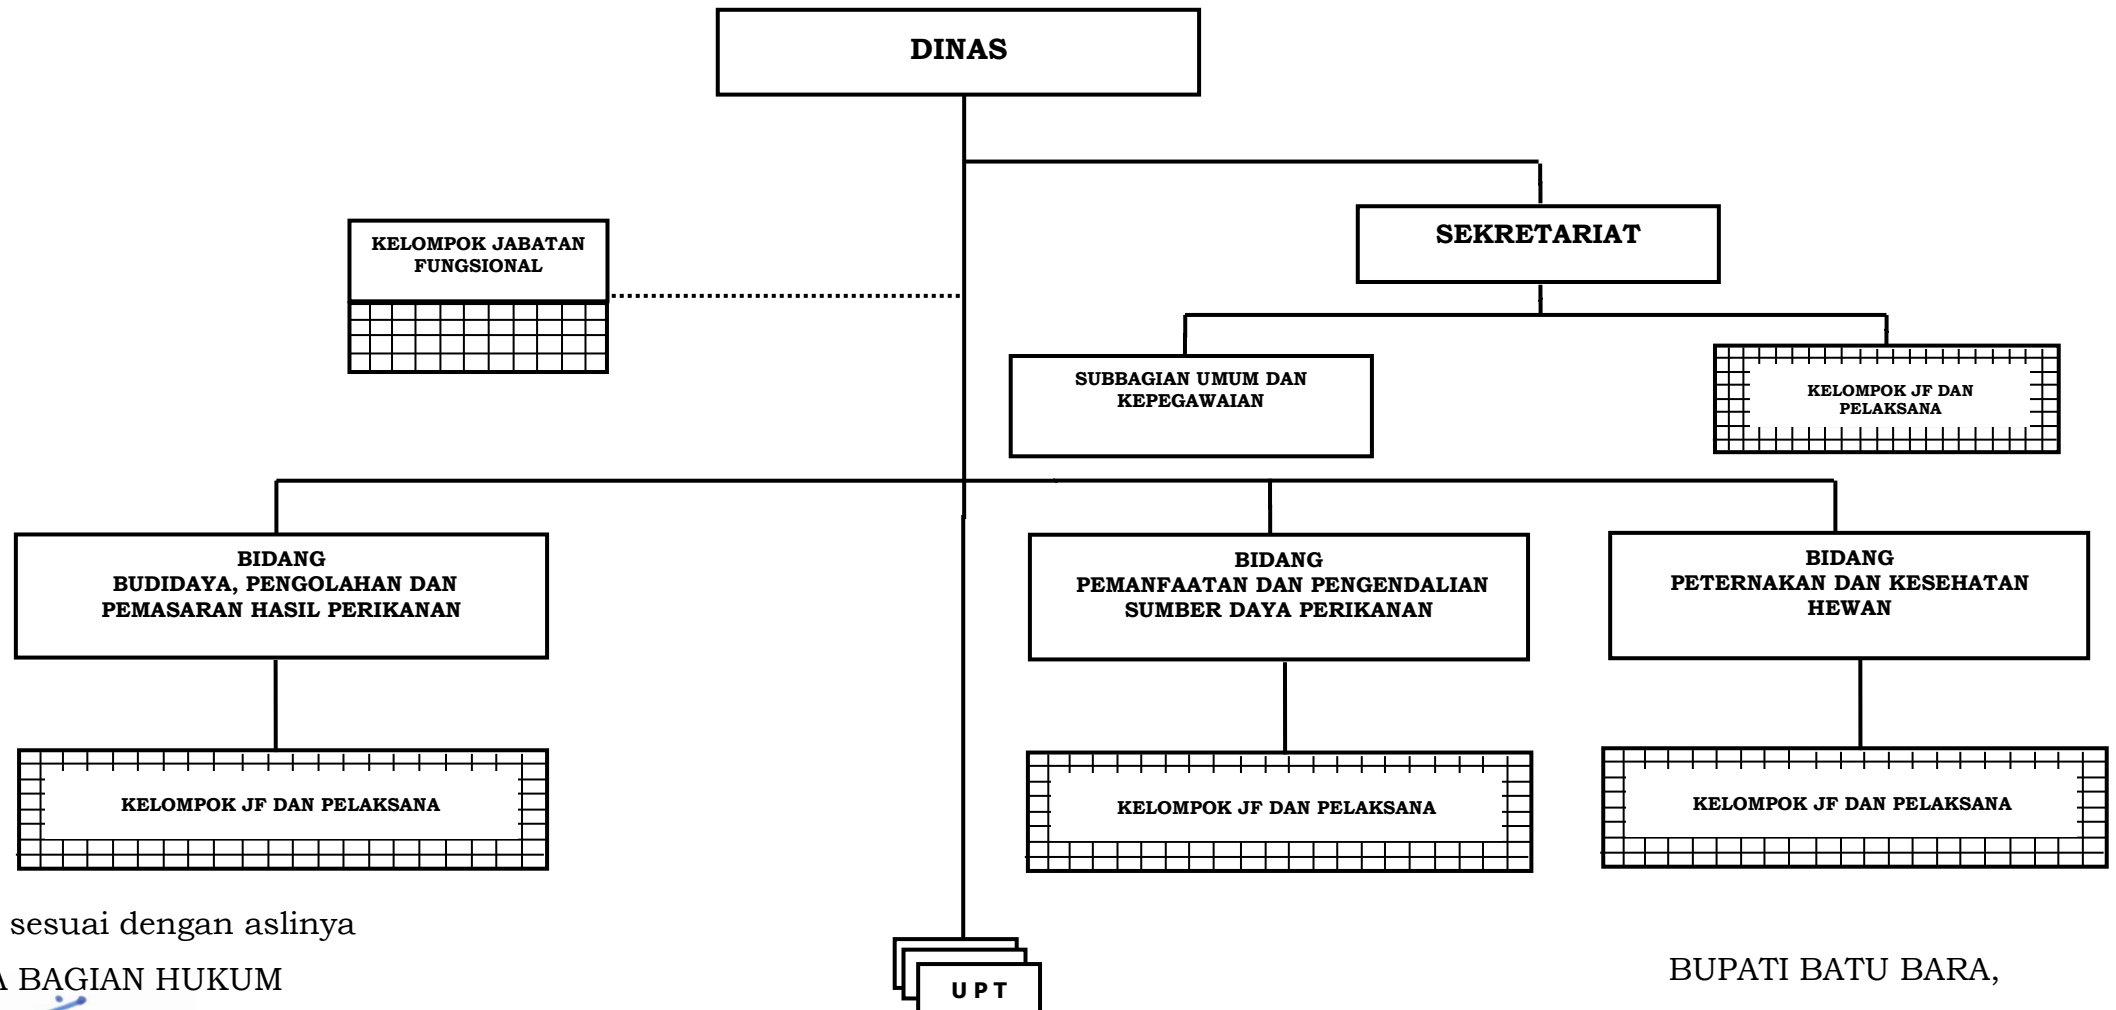 DINAS
SEKRETARIAT
KELOMPOK JABATAN
FUNGSIONAL
SUBBAGIAN UMUM DAN
KEPEGAWAIAN
KELOMPOK JF DAN
PELAKSANA
BIDANG
BUDIDAYA, PENGOLAHAN DAN
PEMASARAN HASIL PERIKANAN
BIDANG
PEMANFAATAN DAN PENGENDALIAN
SUMBER DAYA PERIKANAN
BIDANG
PETERNAKAN DAN KESEHATAN
HEWAN
KELOMPOK JF DAN PELAKSANA
KELOMPOK JF DAN PELAKSANA
KELOMPOK JF DAN PELAKSANA
sesuai dengan aslinya
A BAGIAN HUKUM
UPT
BUPATI BATU BARA,